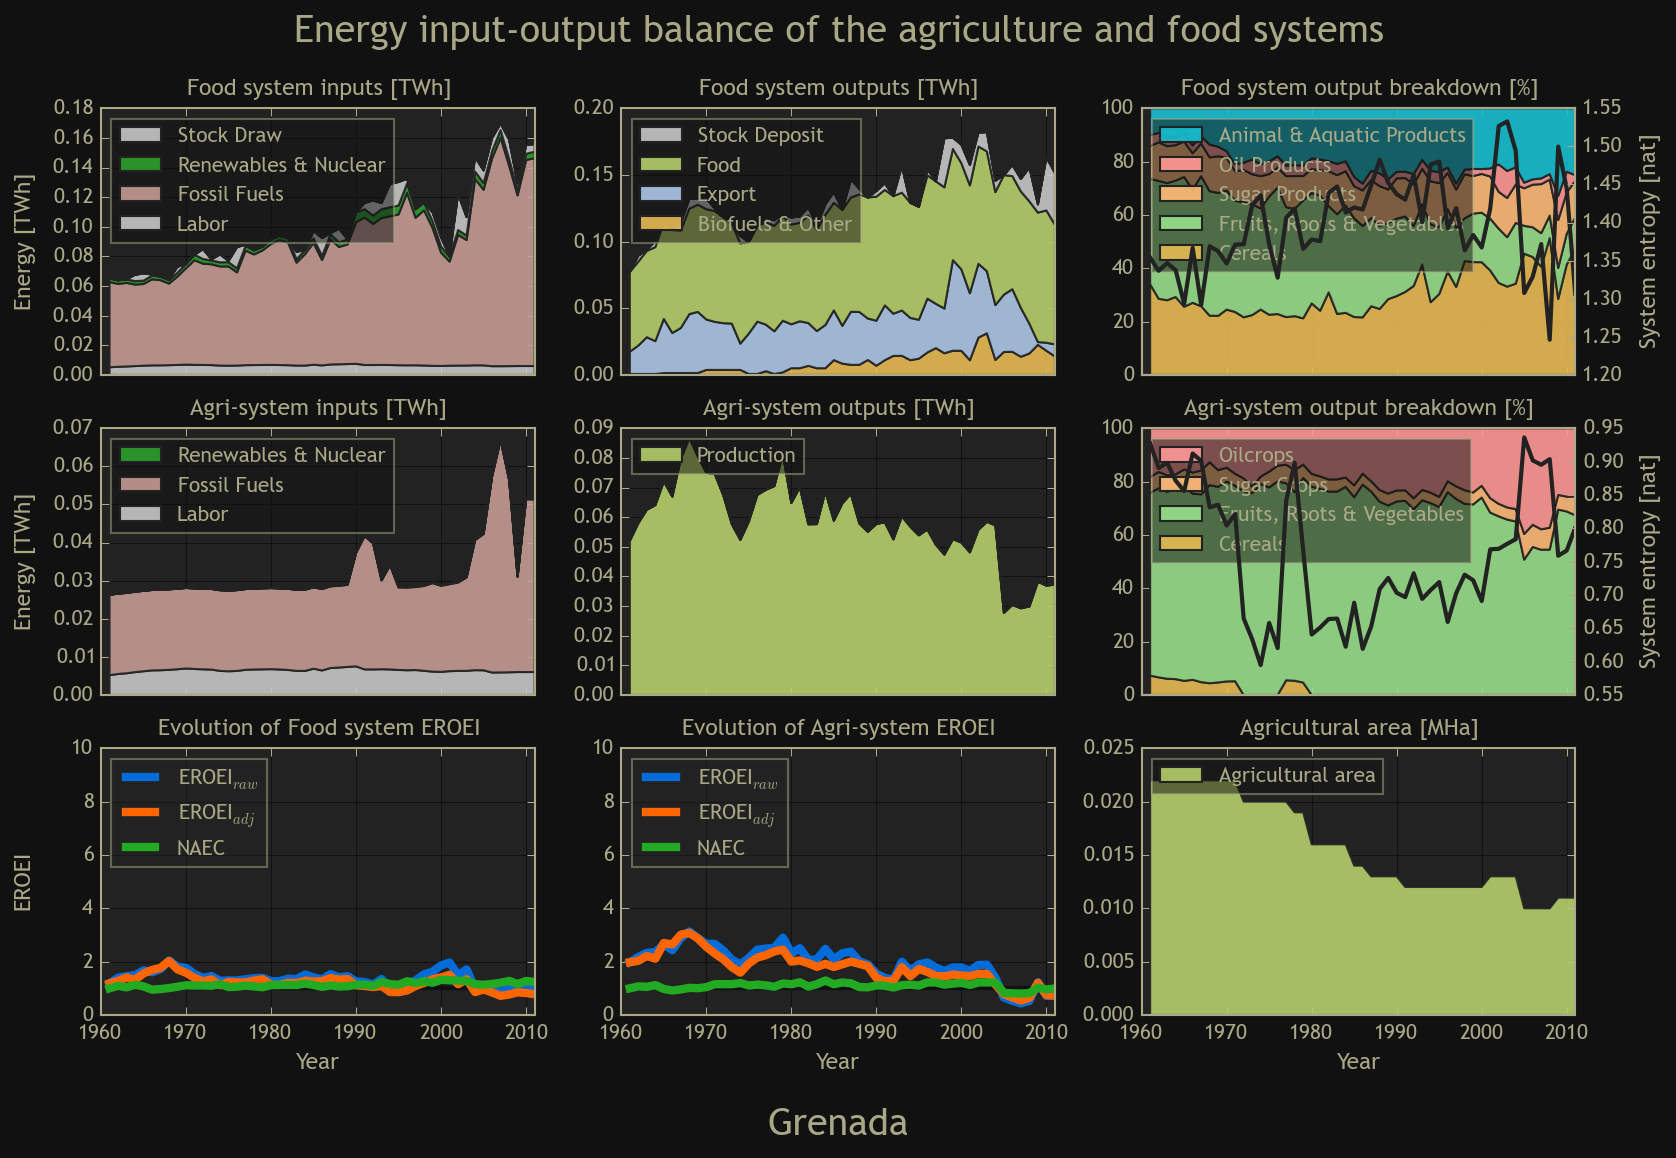 Energy input-output balance of the agriculture and food systems
Food system inputs [TWh]
Energy [TWh]
0.18
0.16
0.14
0.12
0.10
0.08
0.06
0.04
0.02
0.00
Stock Draw
Renewables & Nuclear
Fossil Fuels
Labor
Food system outputs [TWh]
0.20
0.15
0.10
0.05
0.00
Stock Deposit
Food
Export
Biofuels & Other
Food system output breakdown [%]
100
80
60
40
20
0
Animal & Aquatic Products
Oil Products
Sugar Products
Fruits, Roots & Vegetables
Cereals
1.55
1.50
1.45
1.40
1.35
1.30
1.25
1.20
System entropy [nat]
Agri-system inputs [TWh]
Energy [TWh]
0.07
0.06
0.05
0.04
0.03
0.02
0.01
0.00
Renewables & Nuclear
Fossil Fuels
Labor
Agri-system outputs [TWh]
0.09
0.08
0.07
0.06
0.05
0.04
0.03
0.02
0.01
0.00
Production
Agri-system output breakdown [%]
100
80
60
40
20
0
Oilcrops
Sugar Crops
Fruits, Roots & Vegetables
Cereals
0.95
0.90
0.85
0.80
0.75
0.70
0.65
0.60
0.55
System entropy [nat]
Evolution of Food system EROEI
EROEI
10
8
6
4
2
0
EROEI raw
EROEI adj
NAEC
1960 1970 1980 1990 2000 2010
Year
Evolution of Agri-system EROEI
10
8
6
4
2
0
EROEI raw
EROEI adj
NAEC
1960 1970 1980 1990 2000 2010
Year
Agricultural area [MHa]
0.025
0.020
0.015
0.010
0.005
0.000
Agricultural area
1960 1970 1980 1990 2000 2010
Year
Grenada